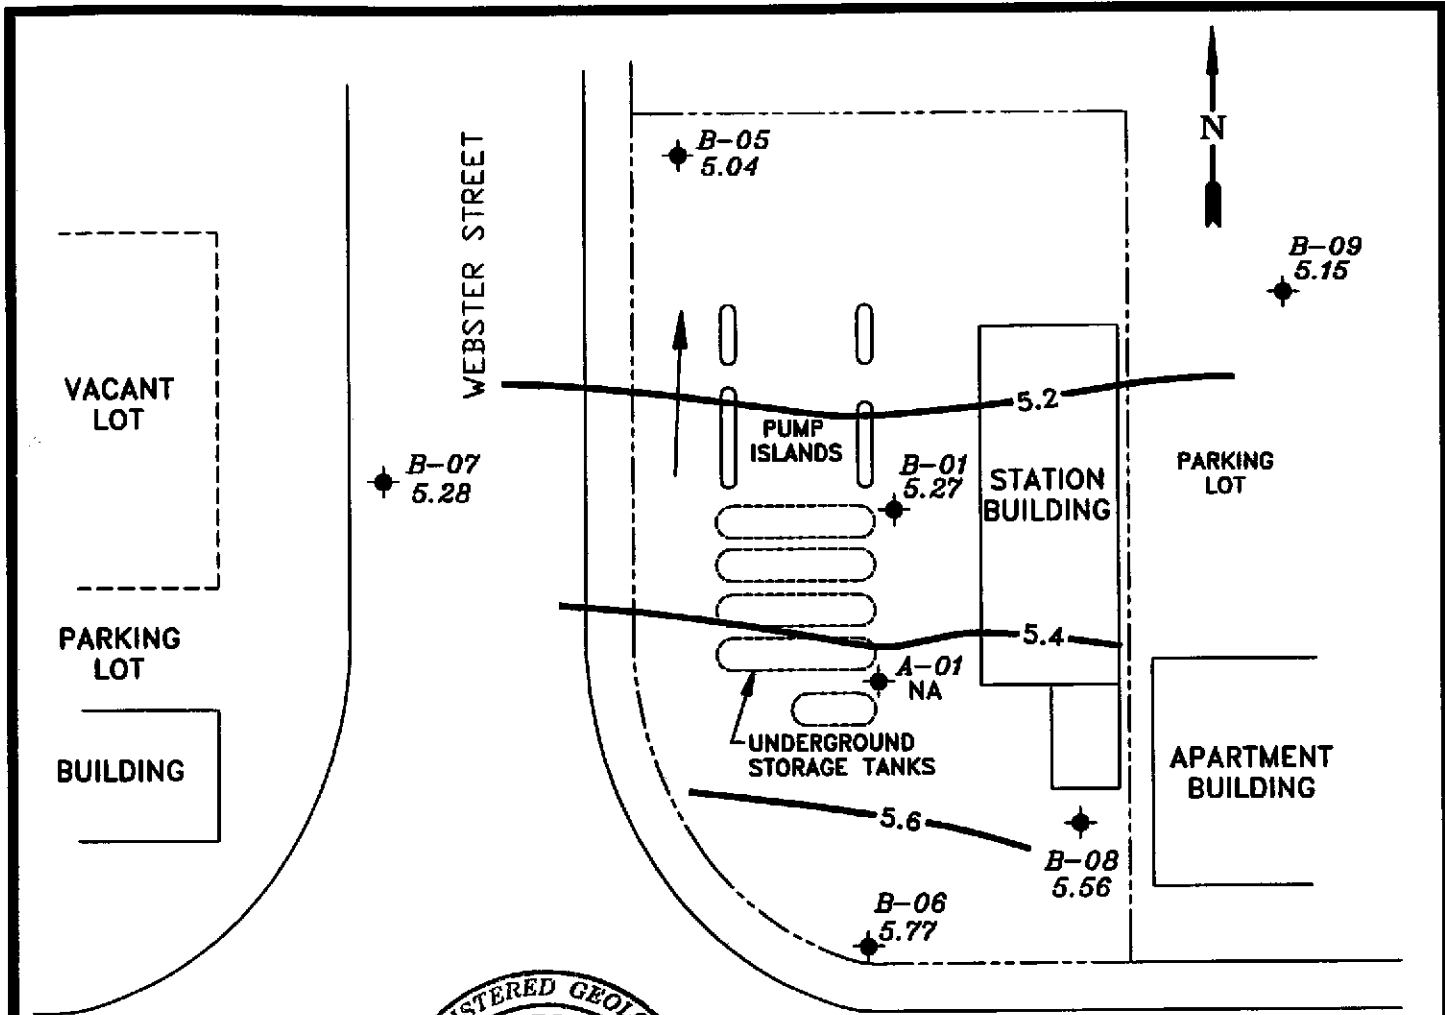 B-05
5.04
N
WEBSTER STREET
B-09
5.15
VACANT
LOT
5.2
PUMP
ISLANDS
B-07
5.28
B-01
5.27
STATION
BUILDING
PARKING
LOT
PARKING
LOT
5.4
A-01
NA
UNDERGROUND
STORAGE TANKS
BUILDING
APARTMENT
BUILDING
5.6
B-08
5.56
B-06
5.77